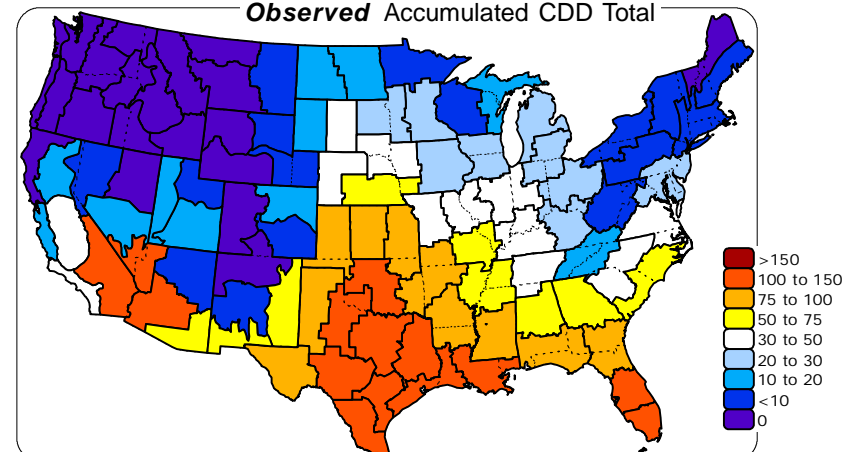 Observed Accumulated CDD Total
>150
100 to 150
75 to 100
50 to 75
30 to 50
20 to 30
10 to 20
<10
0